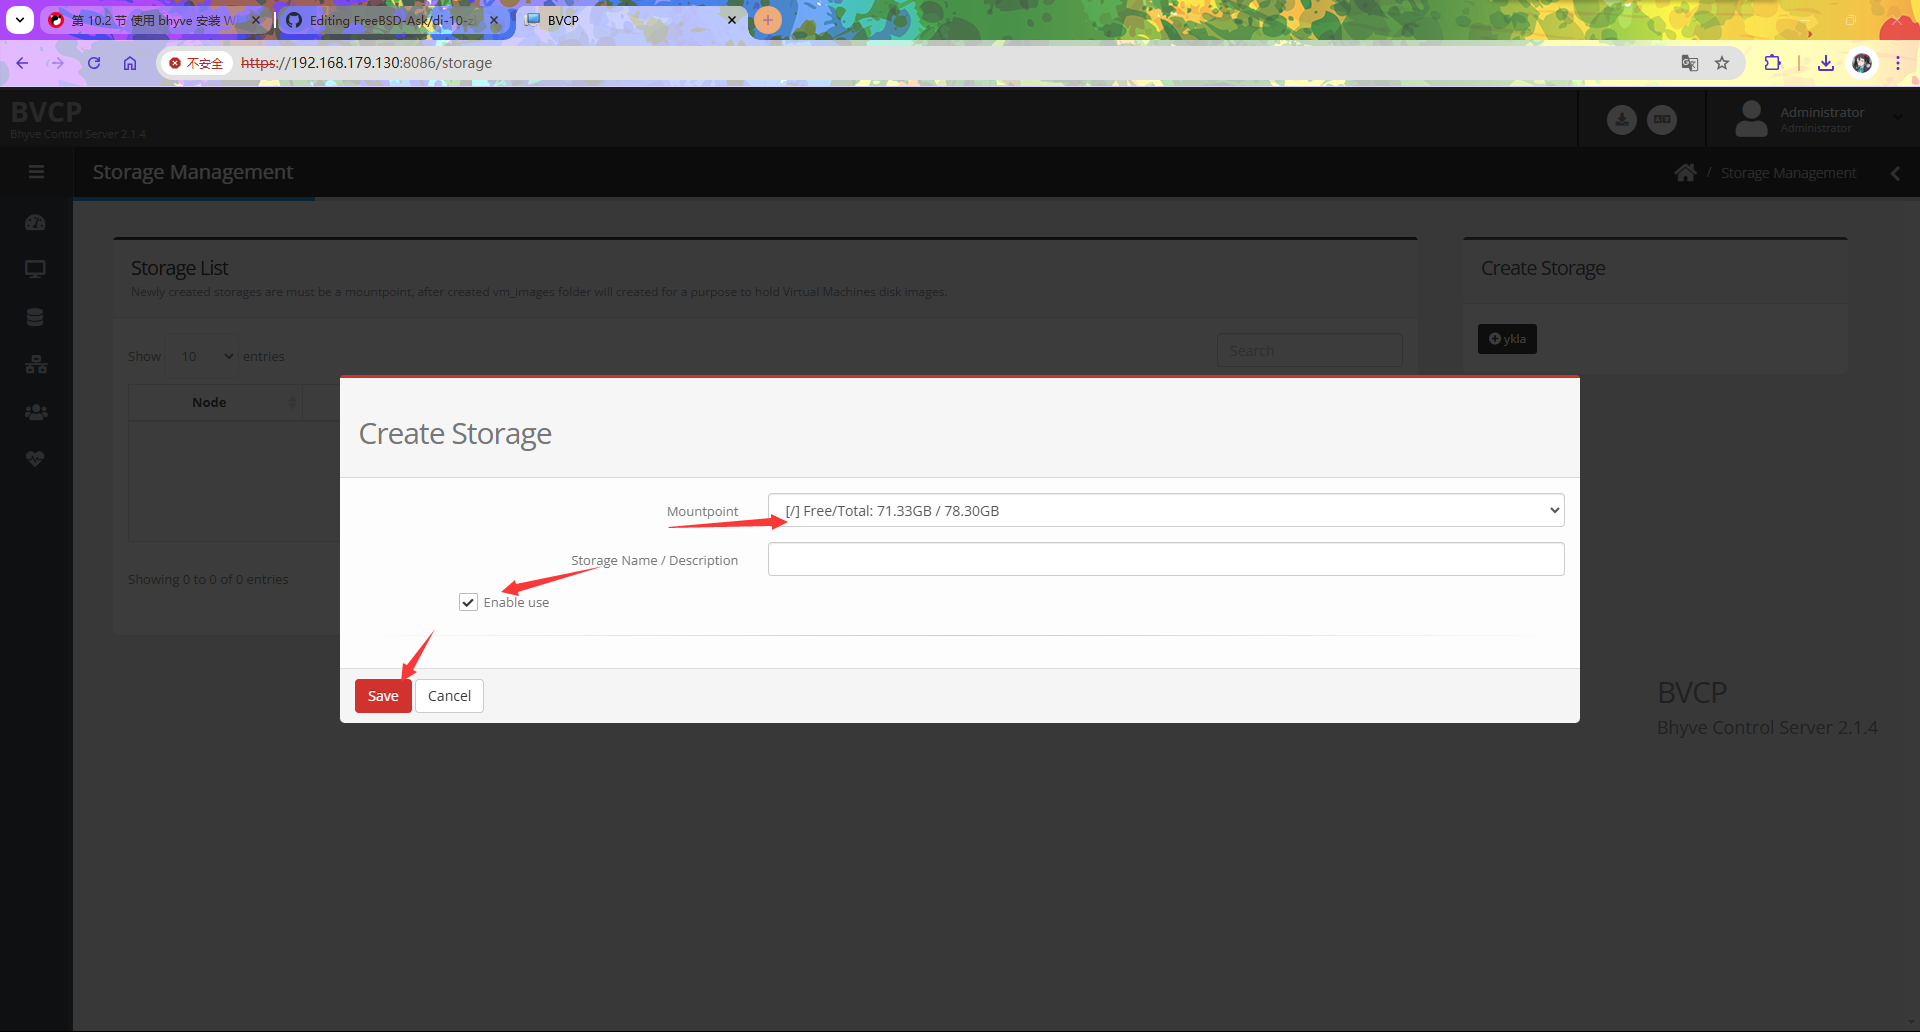 第 10.2 节 使用 bhyve 安装 W
Editing FreeBSD-Ask/di-10-z
BVCP
不安全
https://192.168.179.130:8086/storage
BVCP
Bhyve Control Server 2.1.4
Administrator
Administrator
Storage Management
/ Storage Management
Storage List
Newly created storages are must be a mountpoint, after created vm_images folder will created for a purpose to hold Virtual Machines disk images.
Create Storage
Show 10 entries
Search
ykla
Node
Create Storage
Mountpoint
[/] Free/Total: 71.33GB / 78.30GB
Storage Name / Description
Enable use
Showing 0 to 0 of 0 entries
Save
Cancel
BVCP
Bhyve Control Server 2.1.4